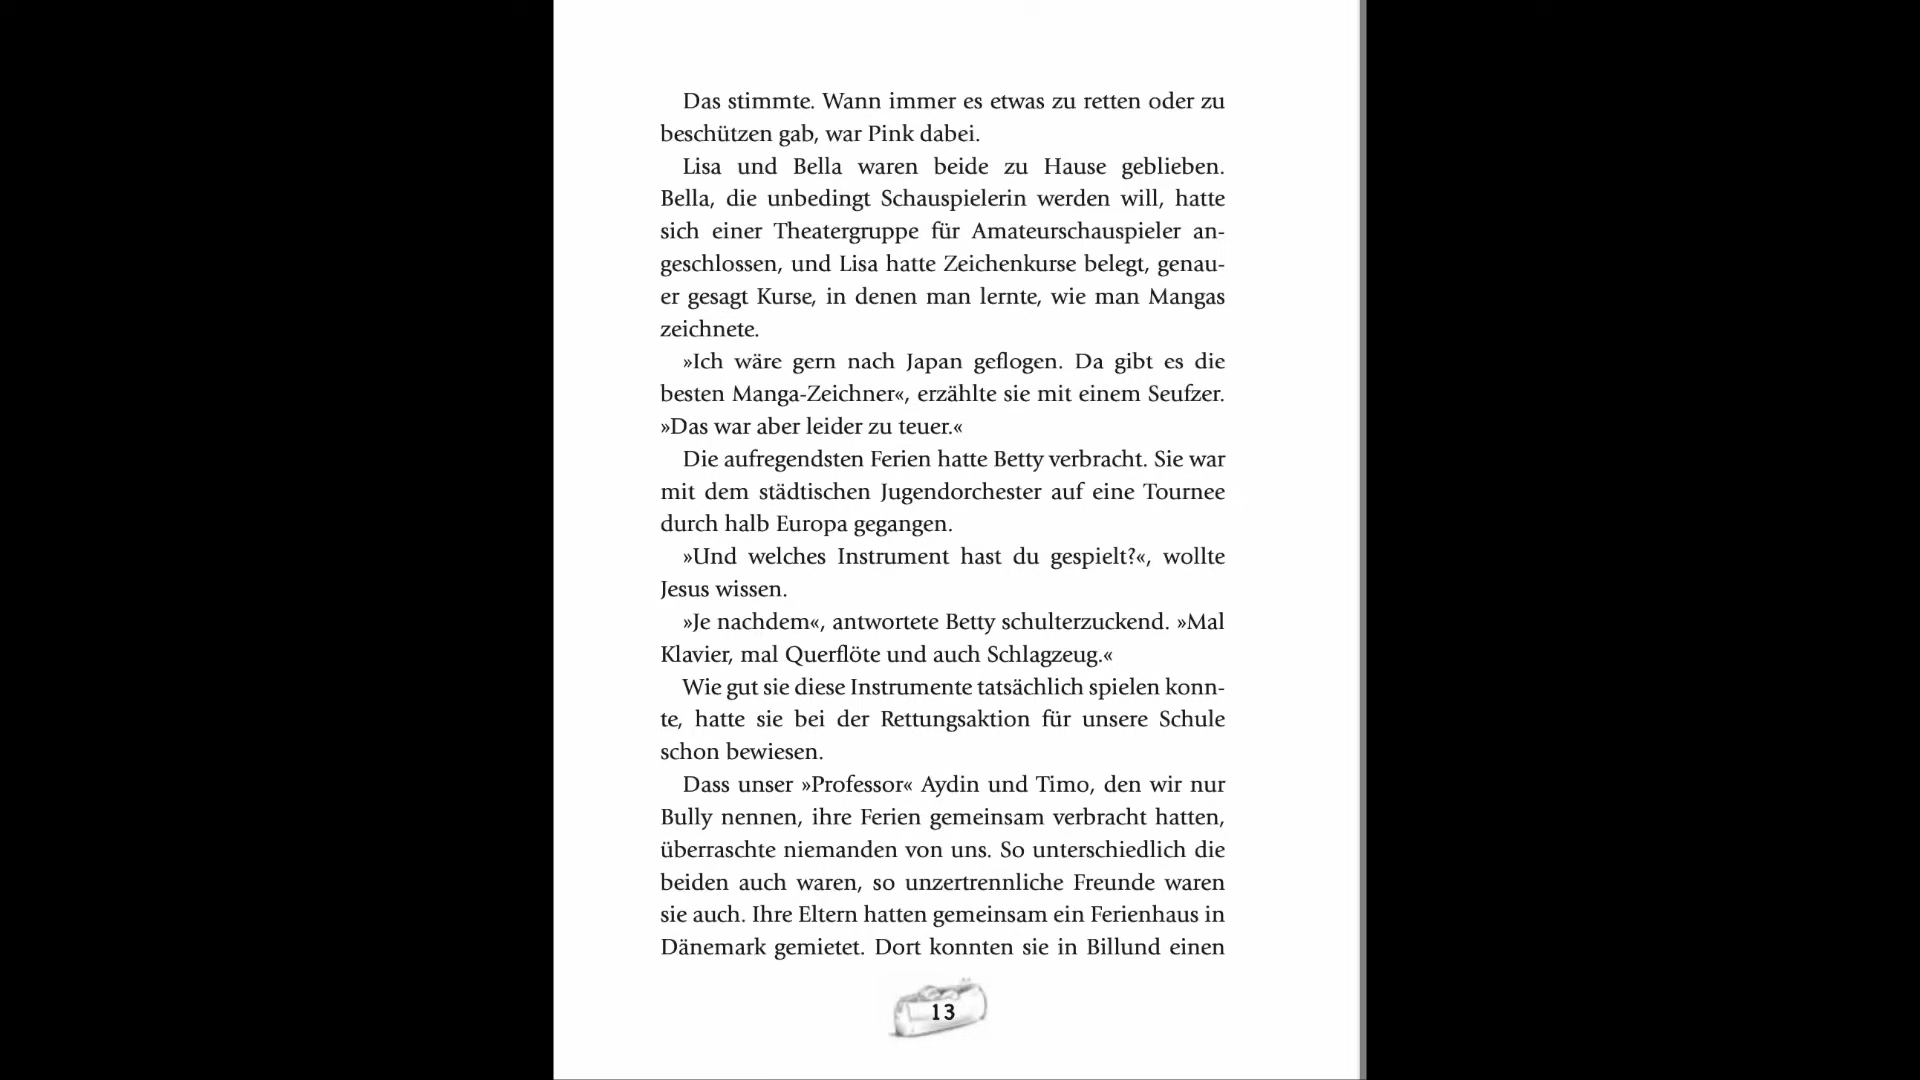 Das stimmte. Wann immer es etwas zu retten oder zu
beschützen gab, war Pink dabei.
Lisa und Bella waren beide zu Hause geblieben.
Bella, die unbedingt Schauspielerin werden will, hatte
sich einer Theatergruppe für Amateurschauspieler an-
geschlossen, und Lisa hatte Zeichenkurse belegt, genau-
er gesagt Kurse, in denen man lernte, wie man Mangas
zeichnete.
»Ich wäre gern nach Japan geflogen. Da gibt es die
besten Manga-Zeichner«, erzählte sie mit einem Seufzer.
»Das war aber leider zu teuer.«
Die aufregendsten Ferien hatte Betty verbracht. Sie war
mit dem städtischen Jugendorchester auf eine Tournee
durch halb Europa gegangen.
»Und welches Instrument hast du gespielt?«, wollte
Jesus wissen.
»Je nachdem«, antwortete Betty schulterzuckend. »Mal
Klavier, mal Querflöte und auch Schlagzeug.«
Wie gut sie diese Instrumente tatsächlich spielen konn-
te, hatte sie bei der Rettungsaktion für unsere Schule
schon bewiesen.
Dass unser »Professor« Aydin und Timo, den wir nur
Bully nennen, ihre Ferien gemeinsam verbracht hatten,
überraschte niemanden von uns. So unterschiedlich die
beiden auch waren, so unzertrennliche Freunde waren
sie auch. Ihre Eltern hatten gemeinsam ein Ferienhaus in
Dänemark gemietet. Dort konnten sie in Billund einen
13